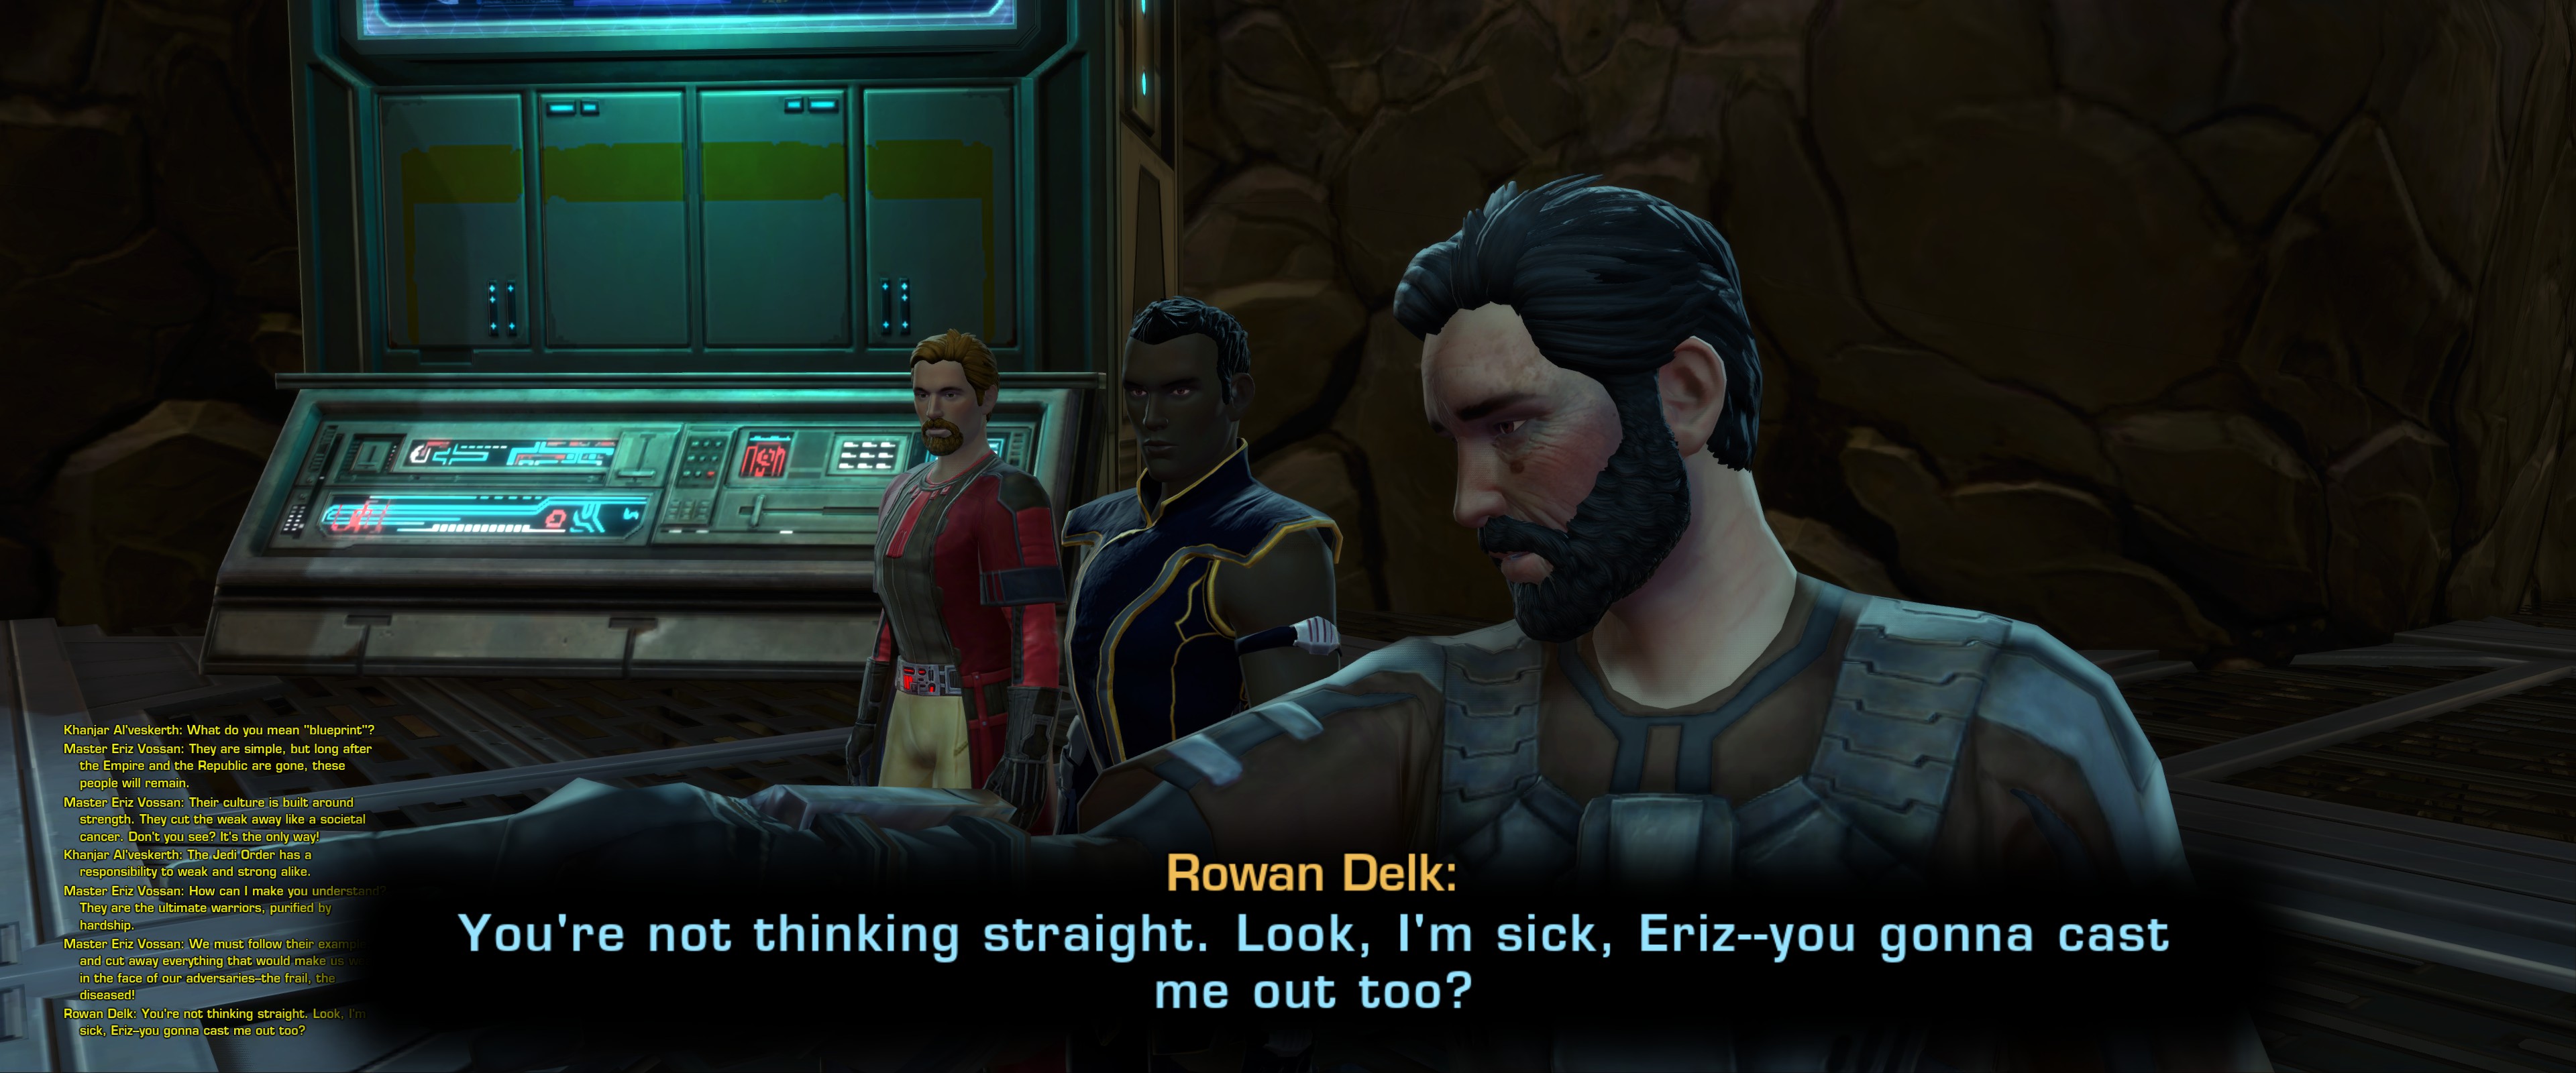 Khanjar Al'veskerth: What do you mean "blueprint"?
Master Eriz Vossan: They are simple, but long after
the Empire and the Republic are gone, these
people will remain.
Master Eriz Vossan: Their culture is built around
strength. They cut the weak away like a societal
cancer. Don't you see? It's the only way!
Khanjar Al'veskerth: The Jedi Order has a
responsibility to weak and strong alike.
Master Eriz Vossan: How can I make you understand?
They are the ultimate warriors, purified by
hardship.
Master Eriz Vossan: We must follow their example
and cut away everything that would make us
in the face of our adversaries--the frail, the
diseased!
Rowan Delk: You're not thinking straight. Look, I'm
sick, Eriz--you gonna cast me out too?
Rowan Delk:
You're not thinking straight. Look, I'm sick, Eriz--you gonna cast
me out too?